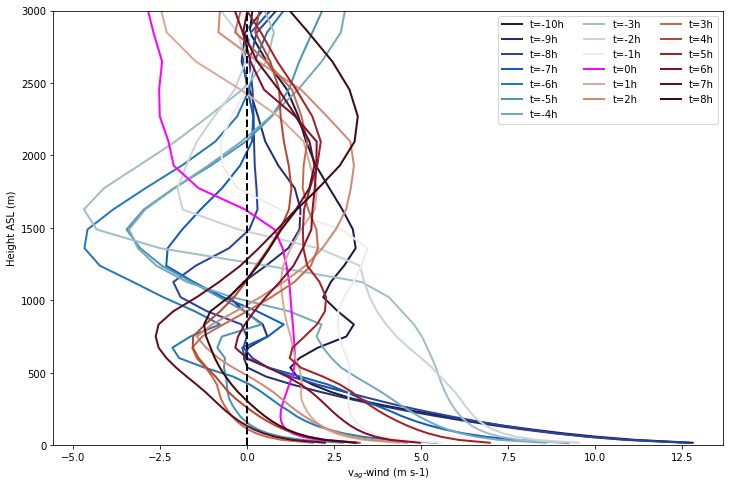 3000
2500
2000
1500
1000
500
0
Height ASL (m)
-5.0 -2.5 0.0 2.5 5.0 7.5 10.0 12.5
v_ag-wind (m s-1)
t=-10h t=-3h t=3h
t=-9h t=-2h t=4h
t=-8h t=-1h t=5h
t=-7h t=0h t=6h
t=-6h t=1h t=7h
t=-5h t=2h t=8h
t=-4h